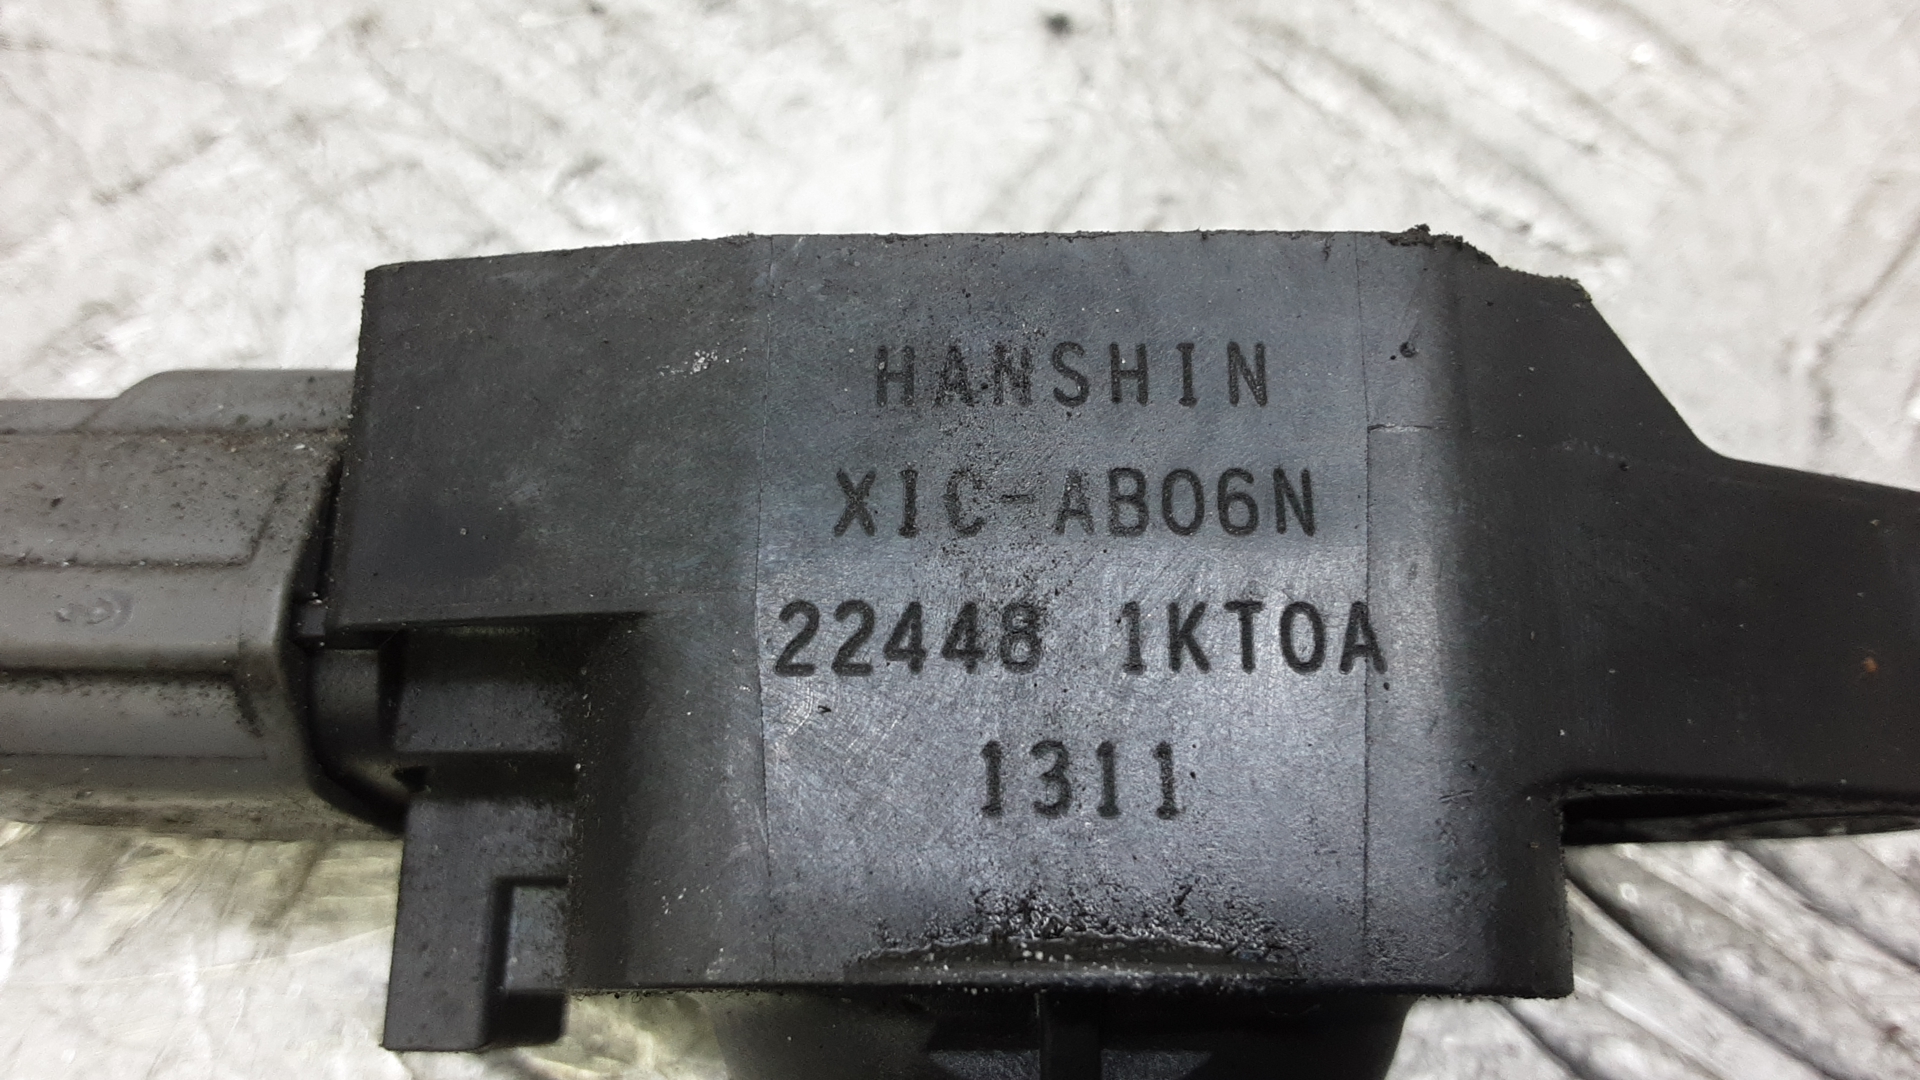 HANSHIN
XIC-AB06N
22448 1KT0A
1311